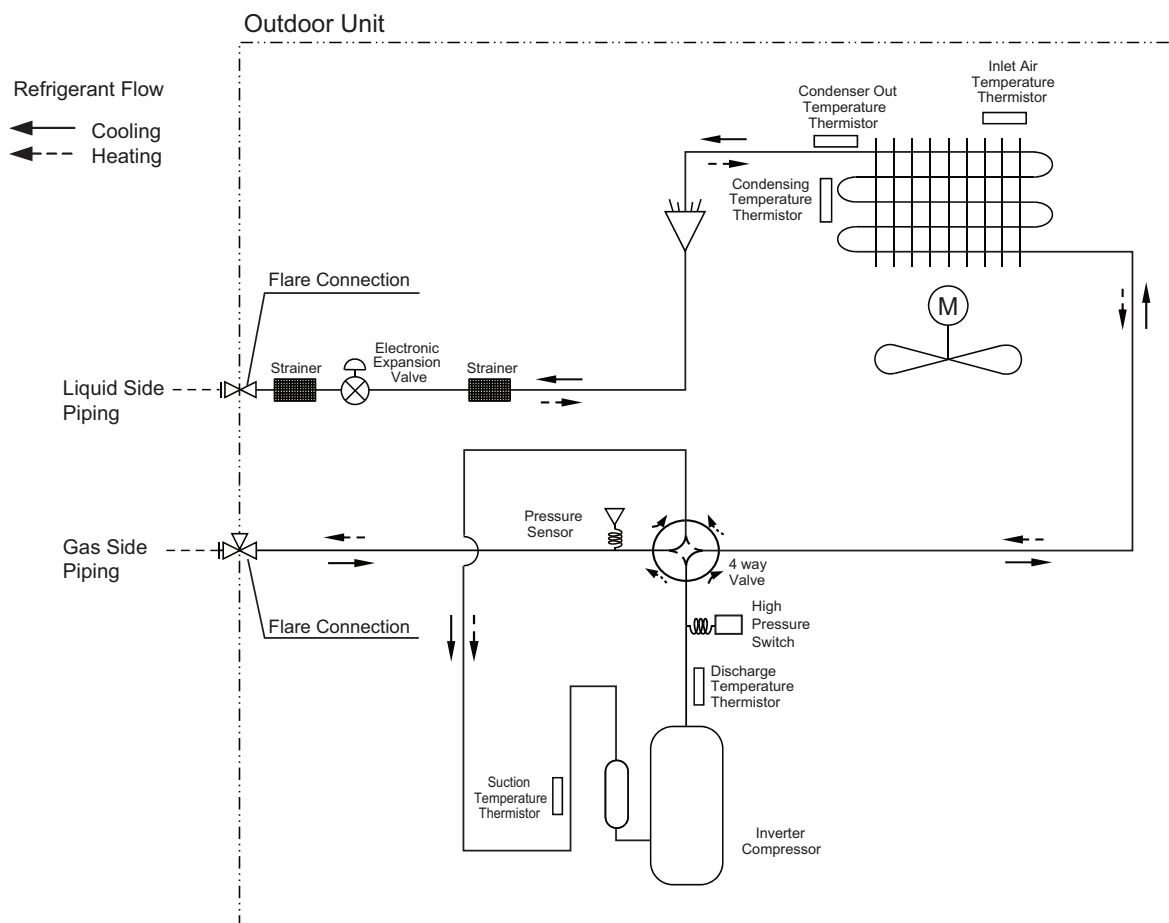 Outdoor Unit
Refrigerant Flow
Cooling
Heating
Inlet Air
Temperature
Thermistor
Condenser Out
Temperature
Thermistor
Condensing
Temperature
Thermistor
Flare Connection
M
Strainer
Electronic
Expansion
Valve
Strainer
Liquid Side
Piping
Pressure
Sensor
Gas Side
Piping
4 way
Valve
Flare Connection
High
Pressure
Switch
Discharge
Temperature
Thermistor
Suction
Temperature
Thermistor
Inverter
Compressor